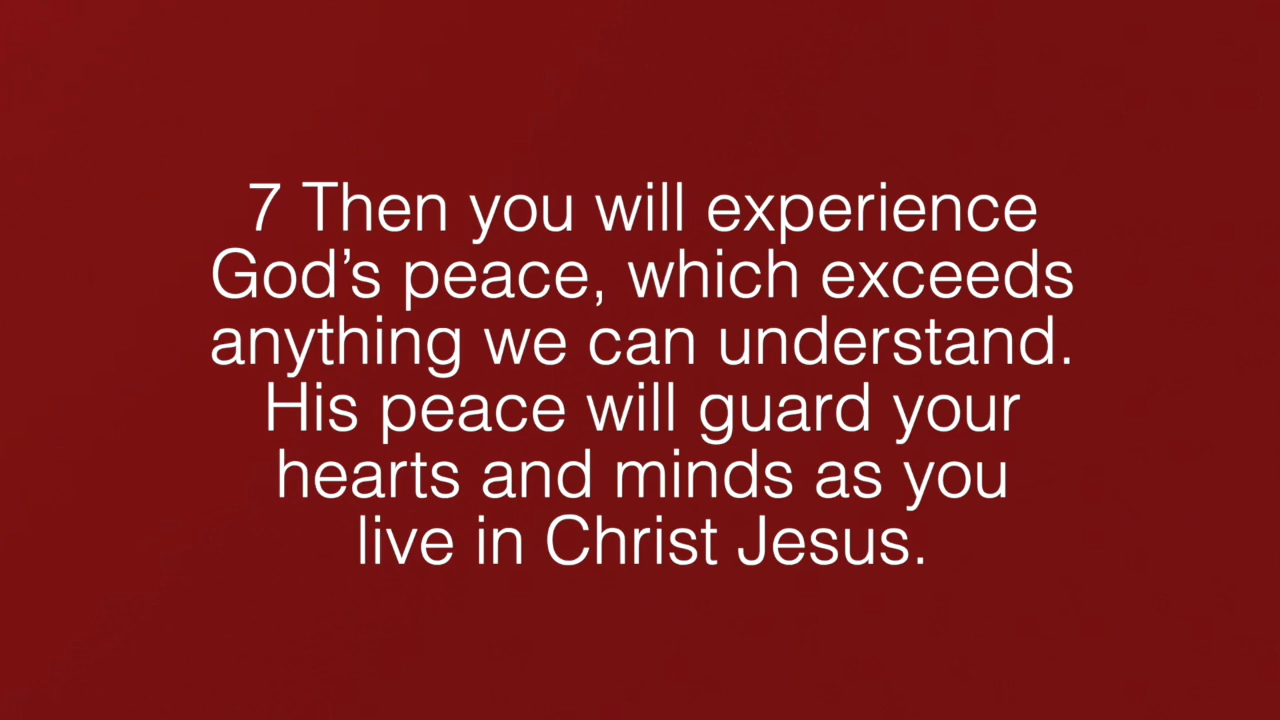 7 Then you will experience
God’s peace, which exceeds
anything we can understand.
His peace will guard your
hearts and minds as you
live in Christ Jesus.